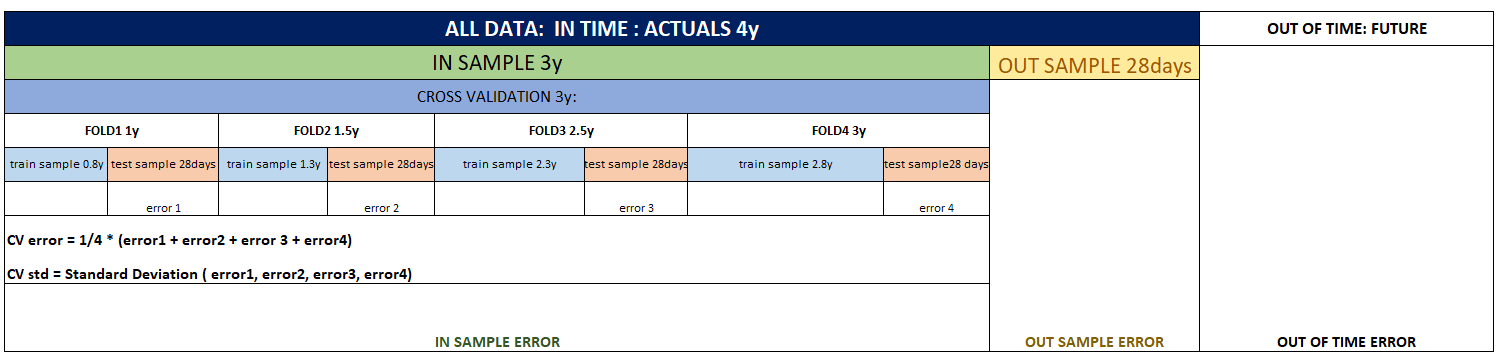 ALL DATA: IN TIME : ACTUALS 4y
OUT OF TIME: FUTURE
IN SAMPLE 3y
OUT SAMPLE 28days
CROSS VALIDATION 3y:
FOLD1 1y
FOLD2 1.5y
FOLD3 2.5y
FOLD4 3y
train sample 0.8y
test sample 28days
train sample 1.3y
test sample 28days
train sample 2.3y
test sample 28days
train sample 2.8y
test sample28 days
error 1
error 2
error 3
error 4
CV error = 1/4 * (error1 + error2 + error 3 + error4)
CV std = Standard Deviation ( error1, error2, error3, error4)
IN SAMPLE ERROR
OUT SAMPLE ERROR
OUT OF TIME ERROR